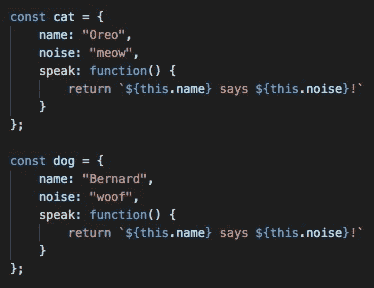 const cat = {
    name: "Oreo",
    noise: "meow",
    speak: function() {
        return `${this.name} says ${this.noise}!`
    }
};

const dog = {
    name: "Bernard",
    noise: "woof",
    speak: function() {
        return `${this.name} says ${this.noise}!`
    }
};